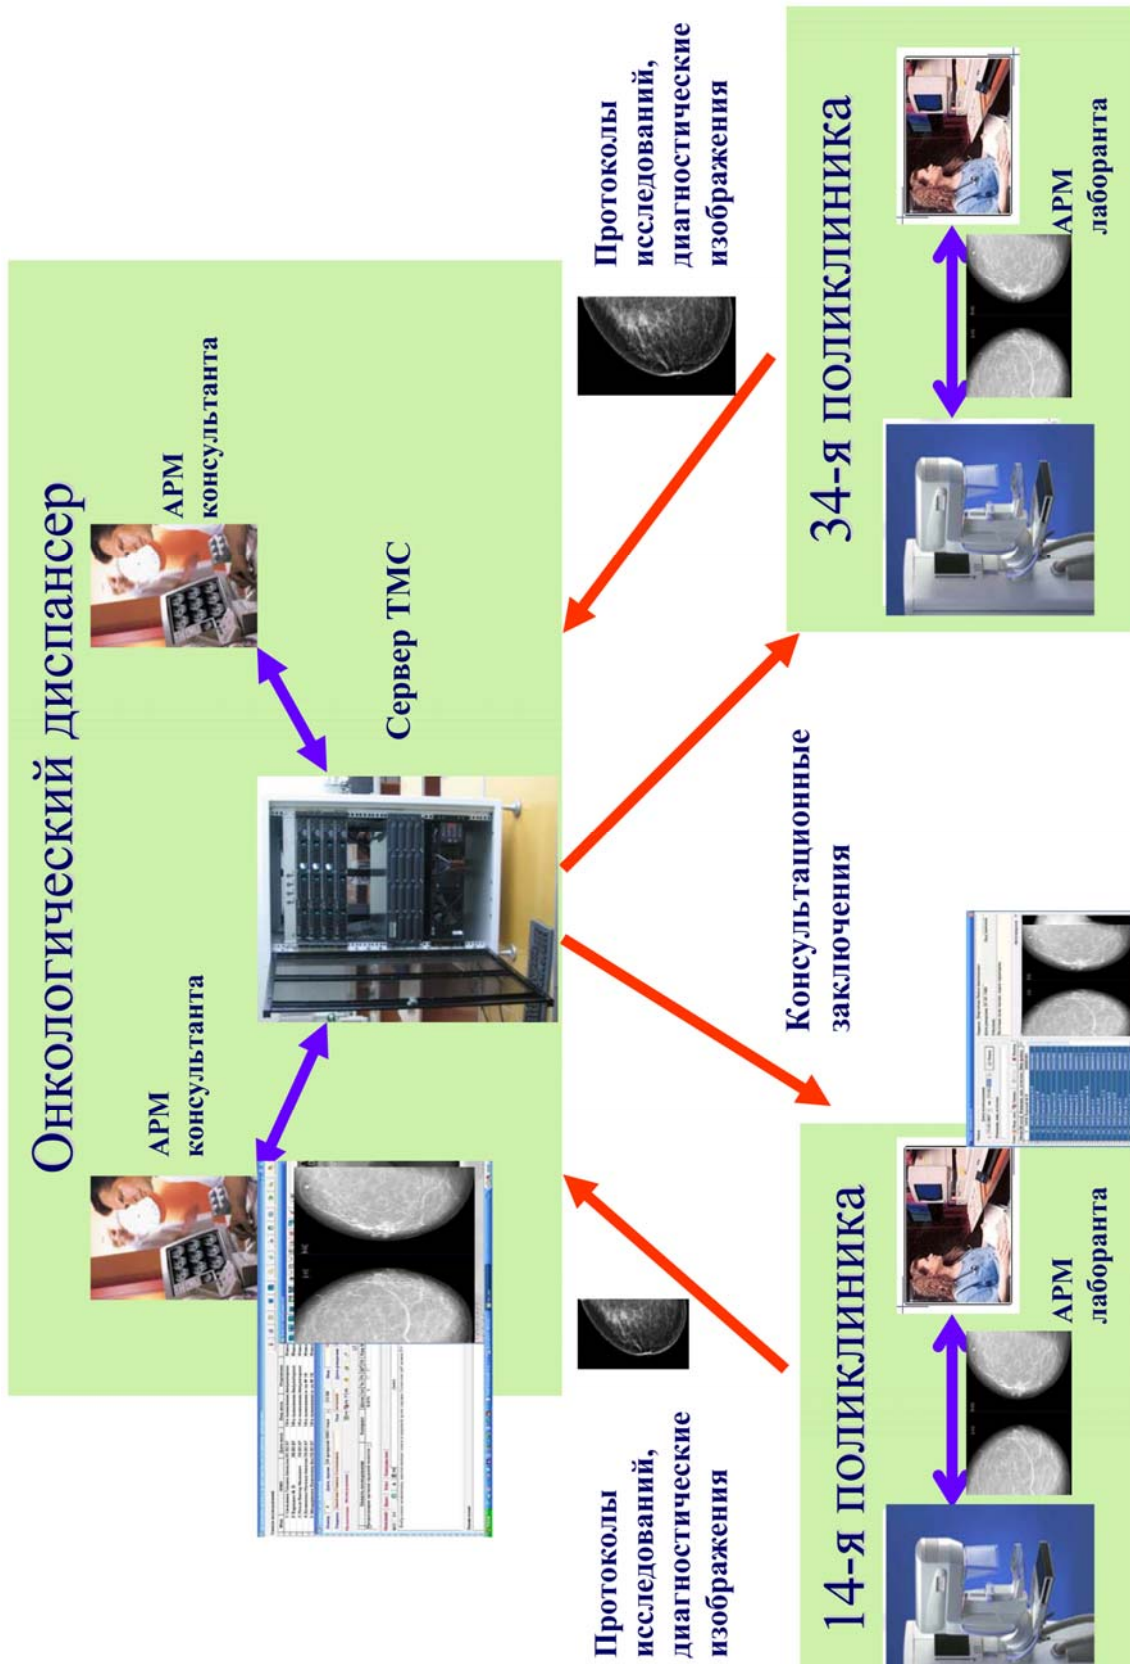 Онкологический диспансер
АРМ
консультанта
АРМ
консультанта
Сервер ТМС
Протоколы
исследований,
диагностические
изображения
Консультационные
заключения
Протоколы
исследований,
диагностические
изображения
14-я поликлиника
АРМ
лаборанта
34-я поликлиника
АРМ
лаборанта